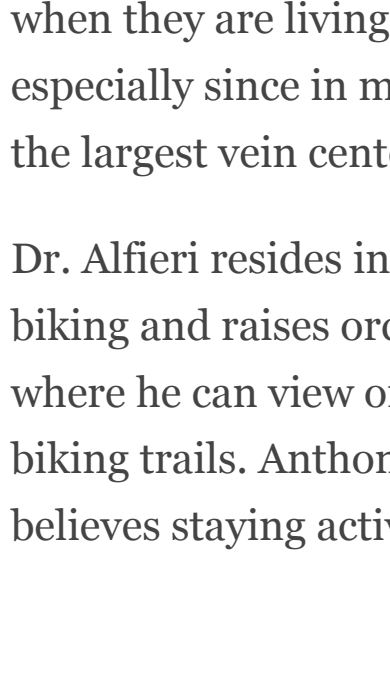 when they are living
especially since in m
the largest vein cent
Dr. Alfieri resides in
biking and raises orc
where he can view o
biking trails. Anthon
believes staying activ